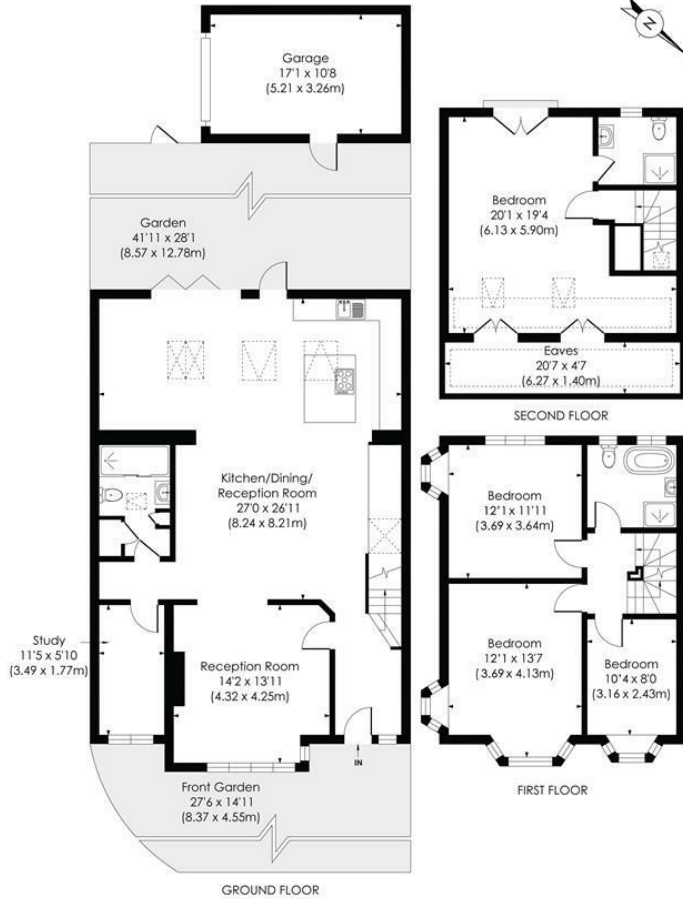 N
Garage
17'1 x 10'8
(5.21 x 3.26m)
Garden
41'11 x 28'1
(8.57 x 12.78m)
Kitchen/Dining/
Reception Room
27'0 x 26'11
(8.24 x 8.21m)
Study
11'5 x 5'10
(3.49 x 1.77m)
Reception Room
14'2 x 13'11
(4.32 x 4.25m)
IN
Front Garden
27'6 x 14'11
(8.37 x 4.55m)
GROUND FLOOR
Bedroom
20'1 x 19'4
(6.13 x 5.90m)
Eaves
20'7 x 4'7
(6.27 x 1.40m)
SECOND FLOOR
Bedroom
12'1 x 11'11
(3.69 x 3.64m)
Bedroom
12'1 x 13'7
(3.69 x 4.13m)
Bedroom
10'4 x 8'0
(3.16 x 2.43m)
FIRST FLOOR